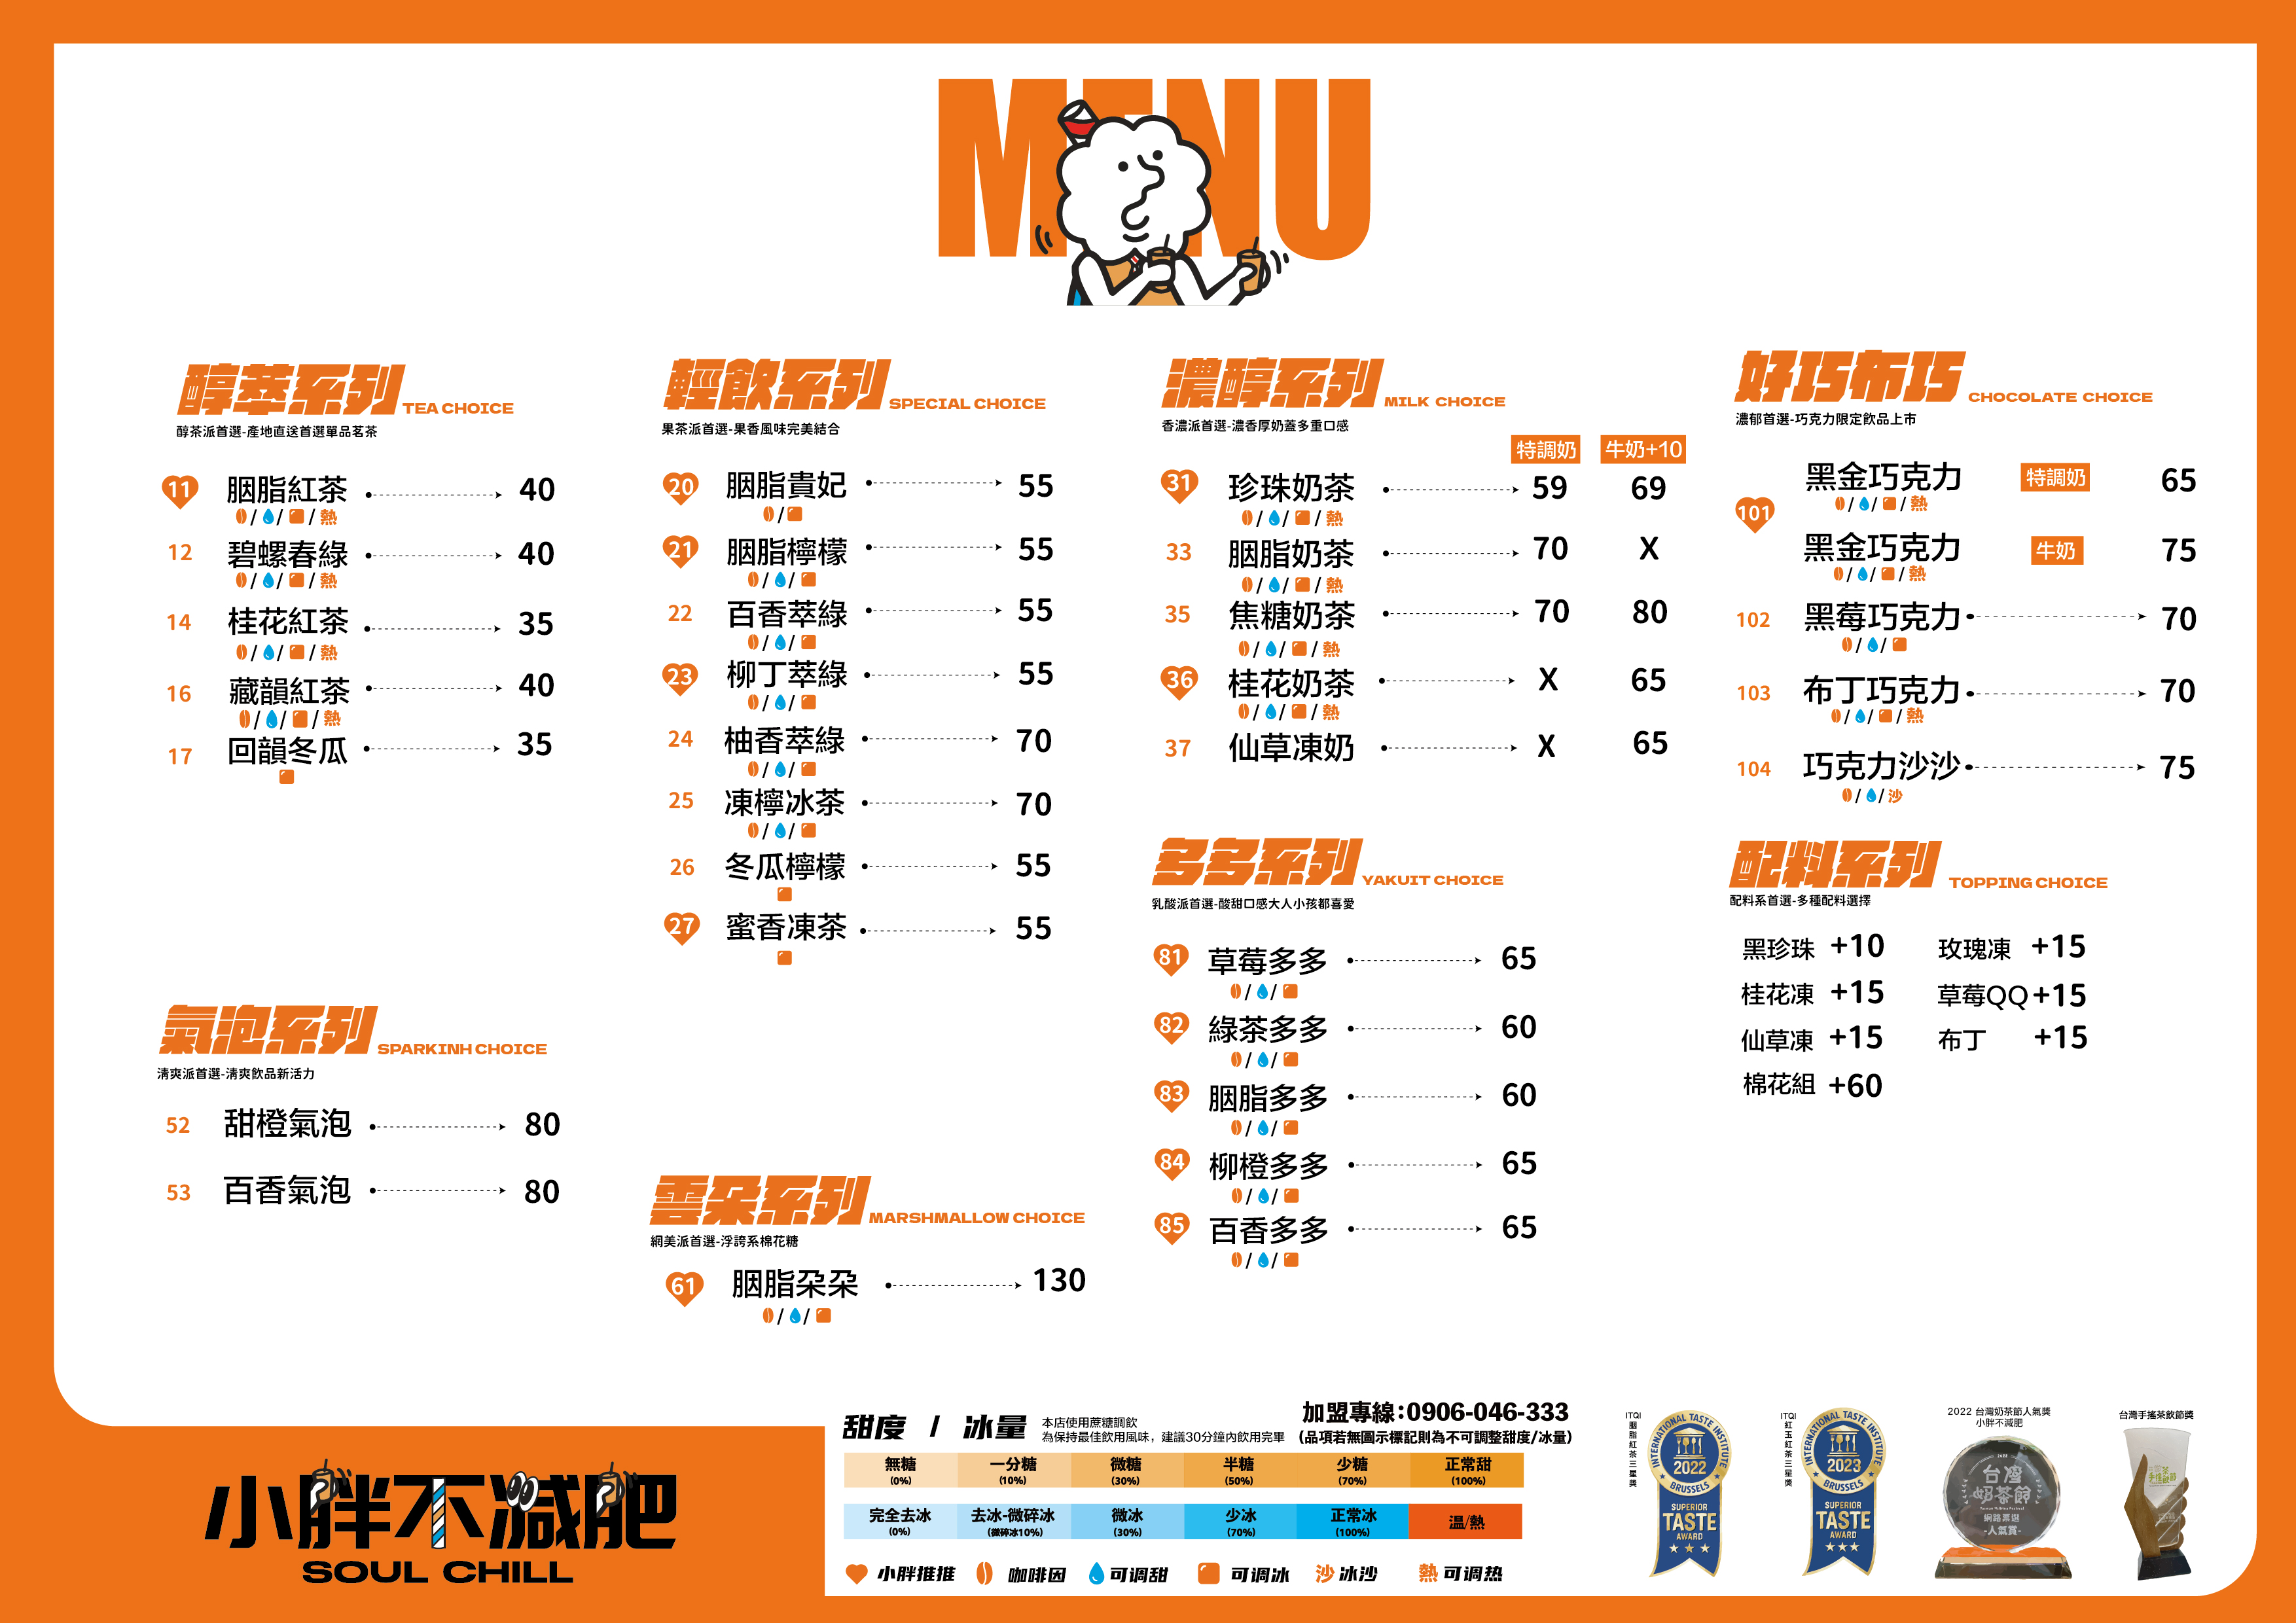 MENU
醇萃系列 TEA CHOICE
醇茶派首選-產地直送首選單品茗茶
11 胭脂紅茶 40
/ / / 熱
12 碧螺春綠 40
/ / / 熱
14 桂花紅茶 35
/ / / 熱
16 藏韻紅茶 40
/ / / 熱
17 回韻冬瓜 35
氣泡系列 SPARKINH CHOICE
清爽派首選-清爽飲品新活力
52 甜橙氣泡 80
53 百香氣泡 80
輕飲系列 SPECIAL CHOICE
果茶派首選-果香風味完美結合
20 胭脂貴妃 55
/
21 胭脂檸檬 55
/ /
22 百香萃綠 55
/ /
23 柳丁萃綠 55
/ /
24 柚香萃綠 70
/ /
25 凍檸冰茶 70
/ /
26 冬瓜檸檬 55
27 蜜香凍茶 55
雲朵系列 MARSHMALLOW CHOICE
網美派首選-浮誇系棉花糖
61 胭脂朵朵 130
/ /
濃醇系列 MILK CHOICE
香濃派首選-濃香厚奶蓋多重口感
特調奶 牛奶+10
31 珍珠奶茶 59 69
/ / / 熱
33 胭脂奶茶 70 X
/ / / 熱
35 焦糖奶茶 70 80
/ / / 熱
36 桂花奶茶 X 65
/ / / 熱
37 仙草凍奶 X 65
多多系列 YAKUIT CHOICE
乳酸派首選-酸甜口感大人小孩都喜愛
81 草莓多多 65
/ /
82 綠茶多多 60
/ /
83 胭脂多多 60
/ /
84 柳橙多多 65
/ /
85 百香多多 65
/ /
好巧布巧 CHOCOLATE CHOICE
濃郁首選-巧克力限定飲品上市
黑金巧克力 特調奶 65
/ / / 熱
101
黑金巧克力 牛奶 75
/ / / 熱
102 黑莓巧克力 70
/ /
103 布丁巧克力 70
/ / / 熱
104 巧克力沙沙 75
/ / 沙
配料系列 TOPPING CHOICE
配料系首選-多種配料選擇
黑珍珠 +10 玫瑰凍 +15
桂花凍 +15 草莓QQ +15
仙草凍 +15 布丁 +15
棉花組 +60
小胖不減肥
SOUL CHILL
甜度 / 冰量
本店使用蔗糖調飲
為保持最佳飲用風味，建議30分鐘內飲用完畢
加盟專線:0906-046-333
(品項若無圖示標記則為不可調整甜度/冰量)
無糖 一分糖 微糖 半糖 少糖 正常甜
(0%) (10%) (30%) (50%) (70%) (100%)
完全去冰 去冰-微碎冰 微冰 少冰 正常冰 温/熱
(0%) (微碎冰10%) (30%) (70%) (100%)
小胖推推 咖啡因 可调甜 可调冰 沙 冰沙 熱 可调热
ITQI 胭脂紅茶三星獎
INTERNATIONAL TASTE INSTITUTE
2022
BRUSSELS
SUPERIOR
TASTE
AWARD
ITQI 紅玉紅茶三星獎
INTERNATIONAL TASTE INSTITUTE
2023
BRUSSELS
SUPERIOR
TASTE
AWARD
2022 台灣奶茶節人氣獎
小胖不減肥
台灣
奶茶節
網路票選
-人氣賞-
台灣手搖茶飲節獎